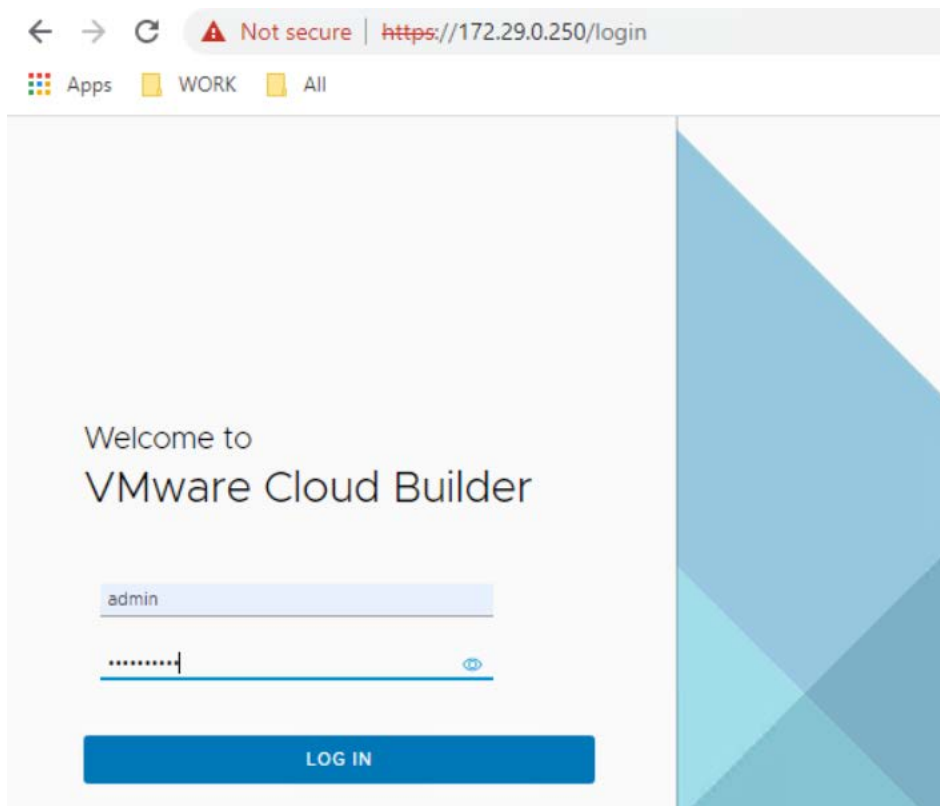 Not secure | https://172.29.0.250/login
Apps WORK All
Welcome to
VMware Cloud Builder
admin
••••••••••
LOG IN